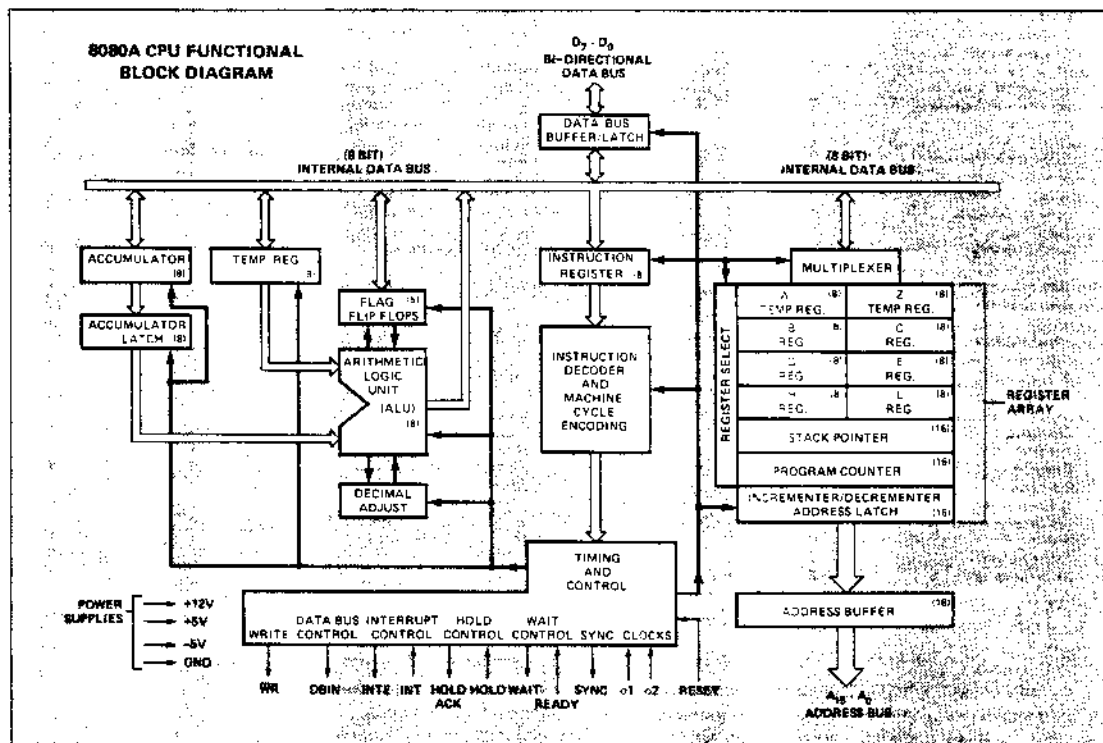 8080A CPU FUNCTIONAL
BLOCK DIAGRAM
D7 - D0
BI-DIRECTIONAL
DATA BUS
DATA BUS
BUFFER/LATCH
(8 BIT)
INTERNAL DATA BUS
(8 BIT)
INTERNAL DATA BUS
ACCUMULATOR
(8)
TEMP REG.
INSTRUCTION
REGISTER
MULTIPLEXER
ACCUMULATOR
LATCH (8)
FLAG (5)
FLIP FLOPS
ARITHMETIC
LOGIC
UNIT
(ALU)
(8)
DECIMAL
ADJUST
INSTRUCTION
DECODER
AND
MACHINE
CYCLE
ENCODING
REGISTER SELECT
(8)
TEMP REG.
Z (8)
TEMP REG.
B
REG
C (8)
REG.
(8)
REG
E (8)
REG.
(8)
REG.
L (8)
REG
STACK POINTER (16)
PROGRAM COUNTER (16)
INCREMENTER/DECREMENTER
ADDRESS LATCH (16)
REGISTER
ARRAY
TIMING
AND
CONTROL
WRITE
DATA BUS
CONTROL
INTERRUPT
CONTROL
HOLD
CONTROL
WAIT
CONTROL
SYNC
CLOCKS
ADDRESS BUFFER (16)
POWER
SUPPLIES
+12V
+5V
-5V
GND
WR
DBIN
INTE
INT
HOLD
ACK
HOLD
WAIT
READY
SYNC
φ1
φ2
RESET
A15 - A0
ADDRESS BUS